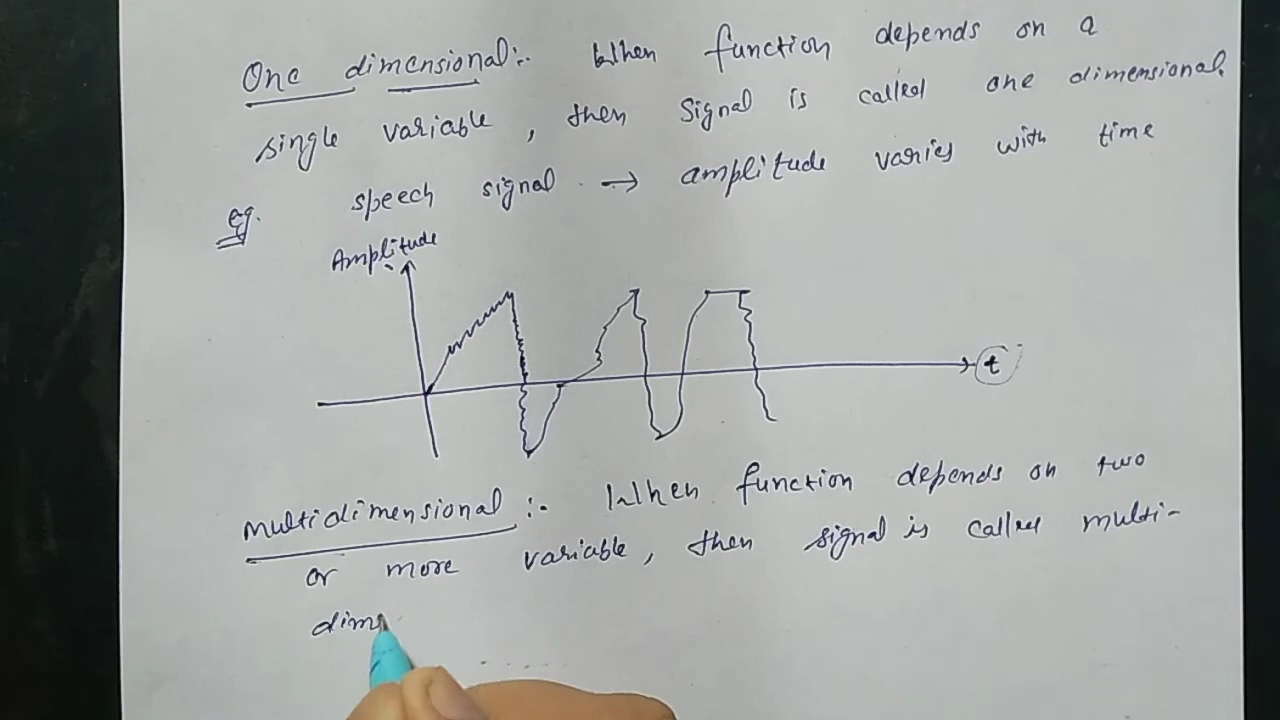 One dimensional:- When function depends on a
single variable, then signal is called one dimensional.
eg. speech signal → amplitude varies with time
Amplitude
t
Multidimensional :- When function depends on two
or more variable, then signal is called multi-
dim